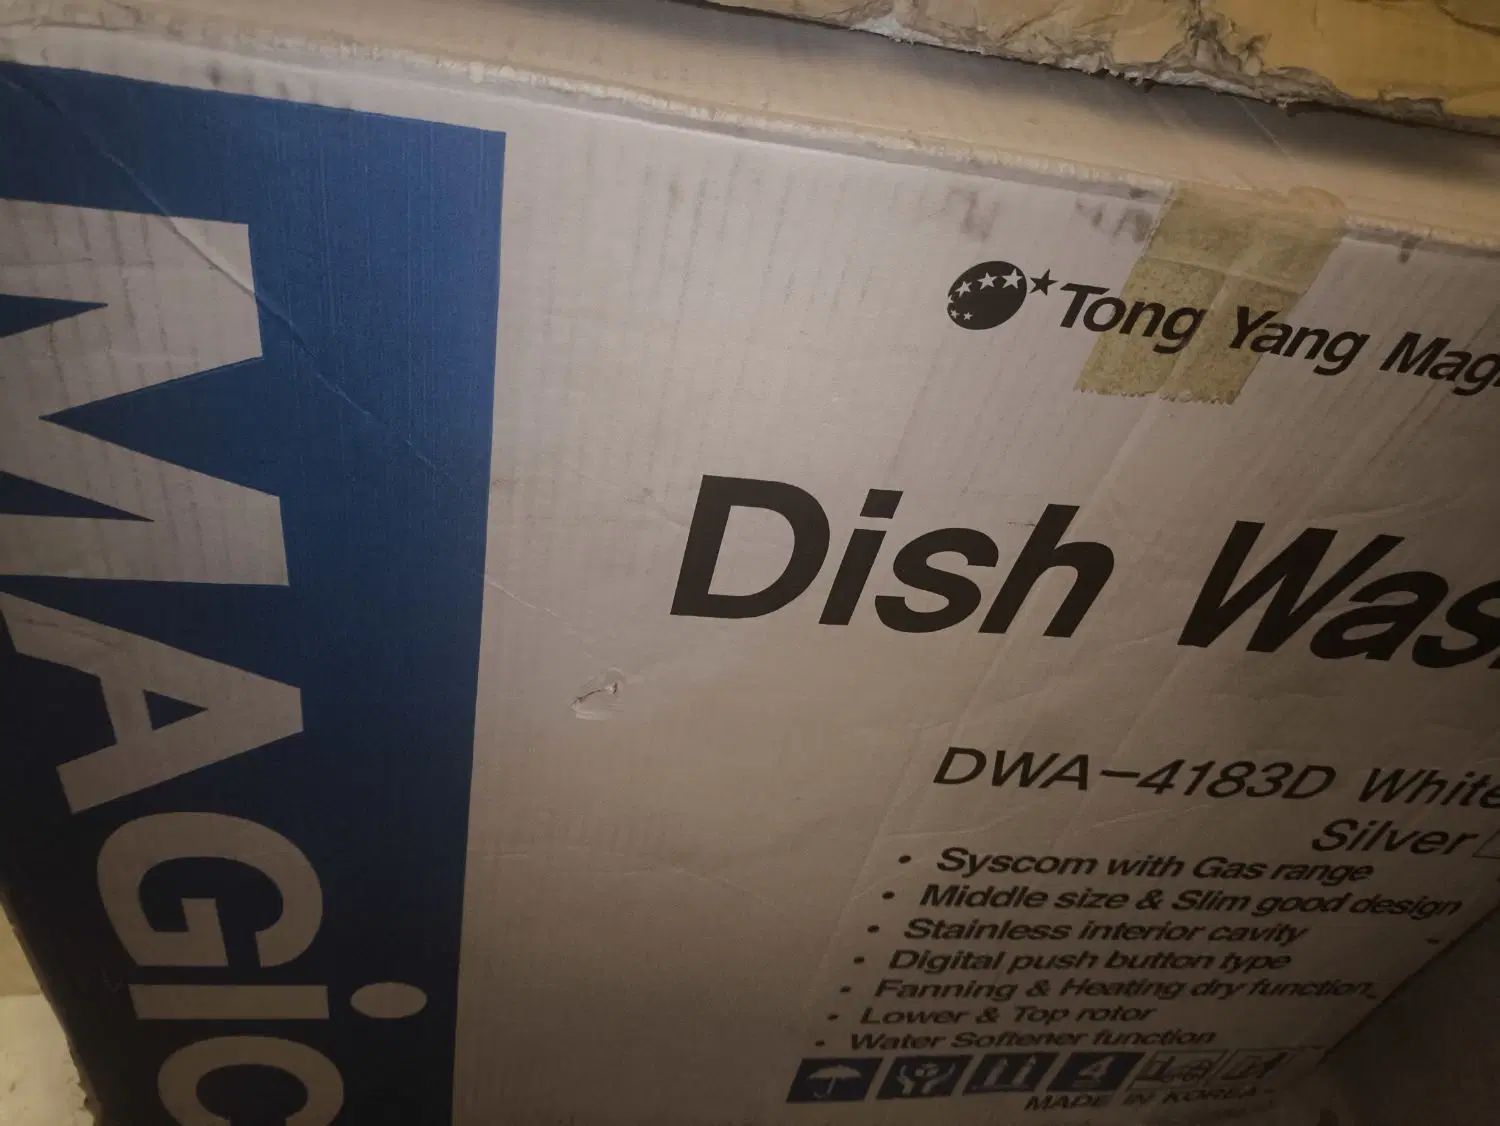 MAGiC
Tong Yang Mag
Dish Was
DWA-4183D White
Silver
• Syscom with Gas range
• Middle size & Slim good design
• Stainless interior cavity
• Digital push button type
• Fanning & Heating dry function
• Lower & Top rotor
• Water Softener function
4
MADE IN KOREA